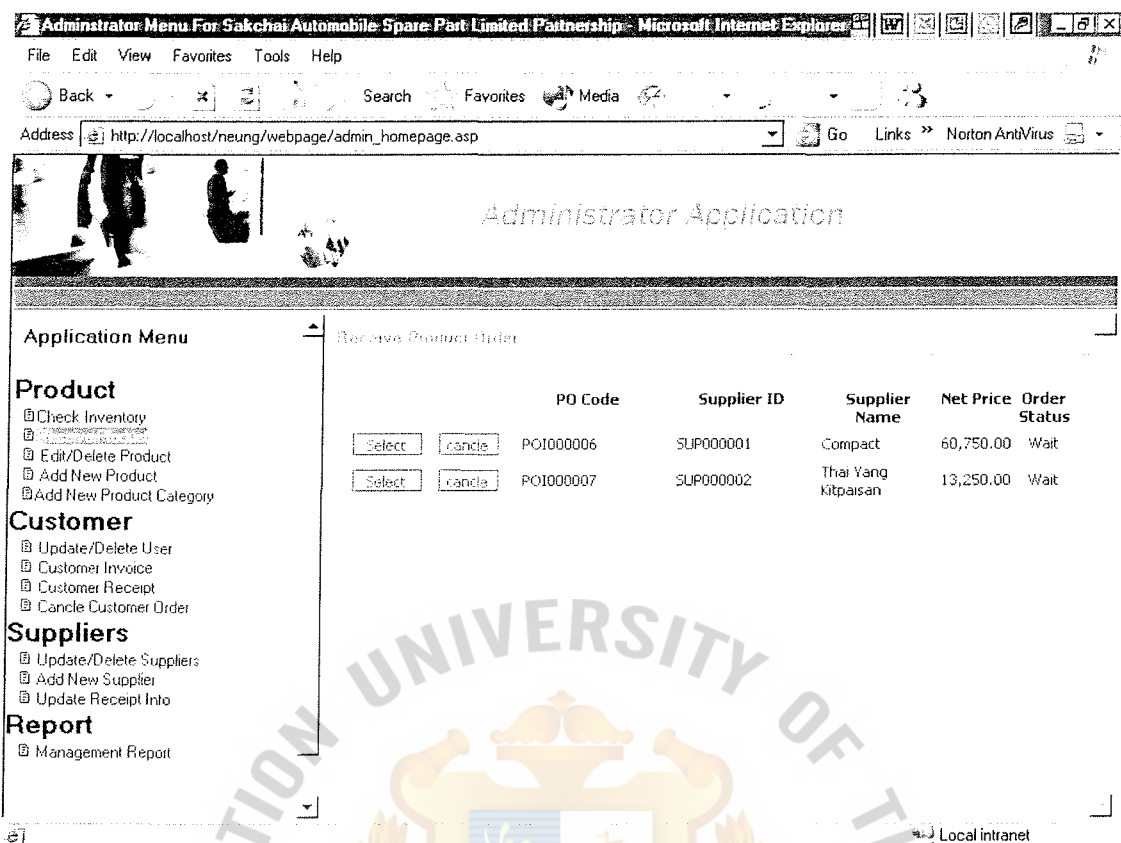 Adminstrator Menu For Sakchai Automobile Spare Part Limited Paitnership - Microsoft Internet Explorer
File Edit View Favorites Tools Help
Back Search Favorites Media
Address http://localhost/neung/webpage/admin_homepage.asp Go Links » Norton AntiVirus
Administrator Application
Application Menu
Receive Product Order
PO Code Supplier ID Supplier Name Net Price Order Status
Select cancle POI000006 SUP000001 Compact 60,750.00 Wait
Select cancle POI000007 SUP000002 Thai Yang Kitpaisan 13,250.00 Wait
Product
Check Inventory
Edit/Delete Product
Add New Product
Add New Product Category
Customer
Update/Delete User
Customer Invoice
Customer Receipt
Cancle Customer Order
Suppliers
Update/Delete Suppliers
Add New Supplier
Update Receipt Info
Report
Management Report
UNIVERSITY OF
Local intranet